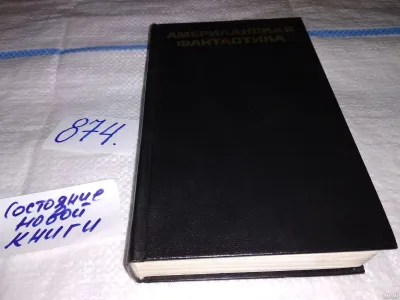 АМЕРИКАНСКАЯ
ФАНТАСТИКА
874.
СОСТОЯНИЕ
НОВОЙ
КНИГИ